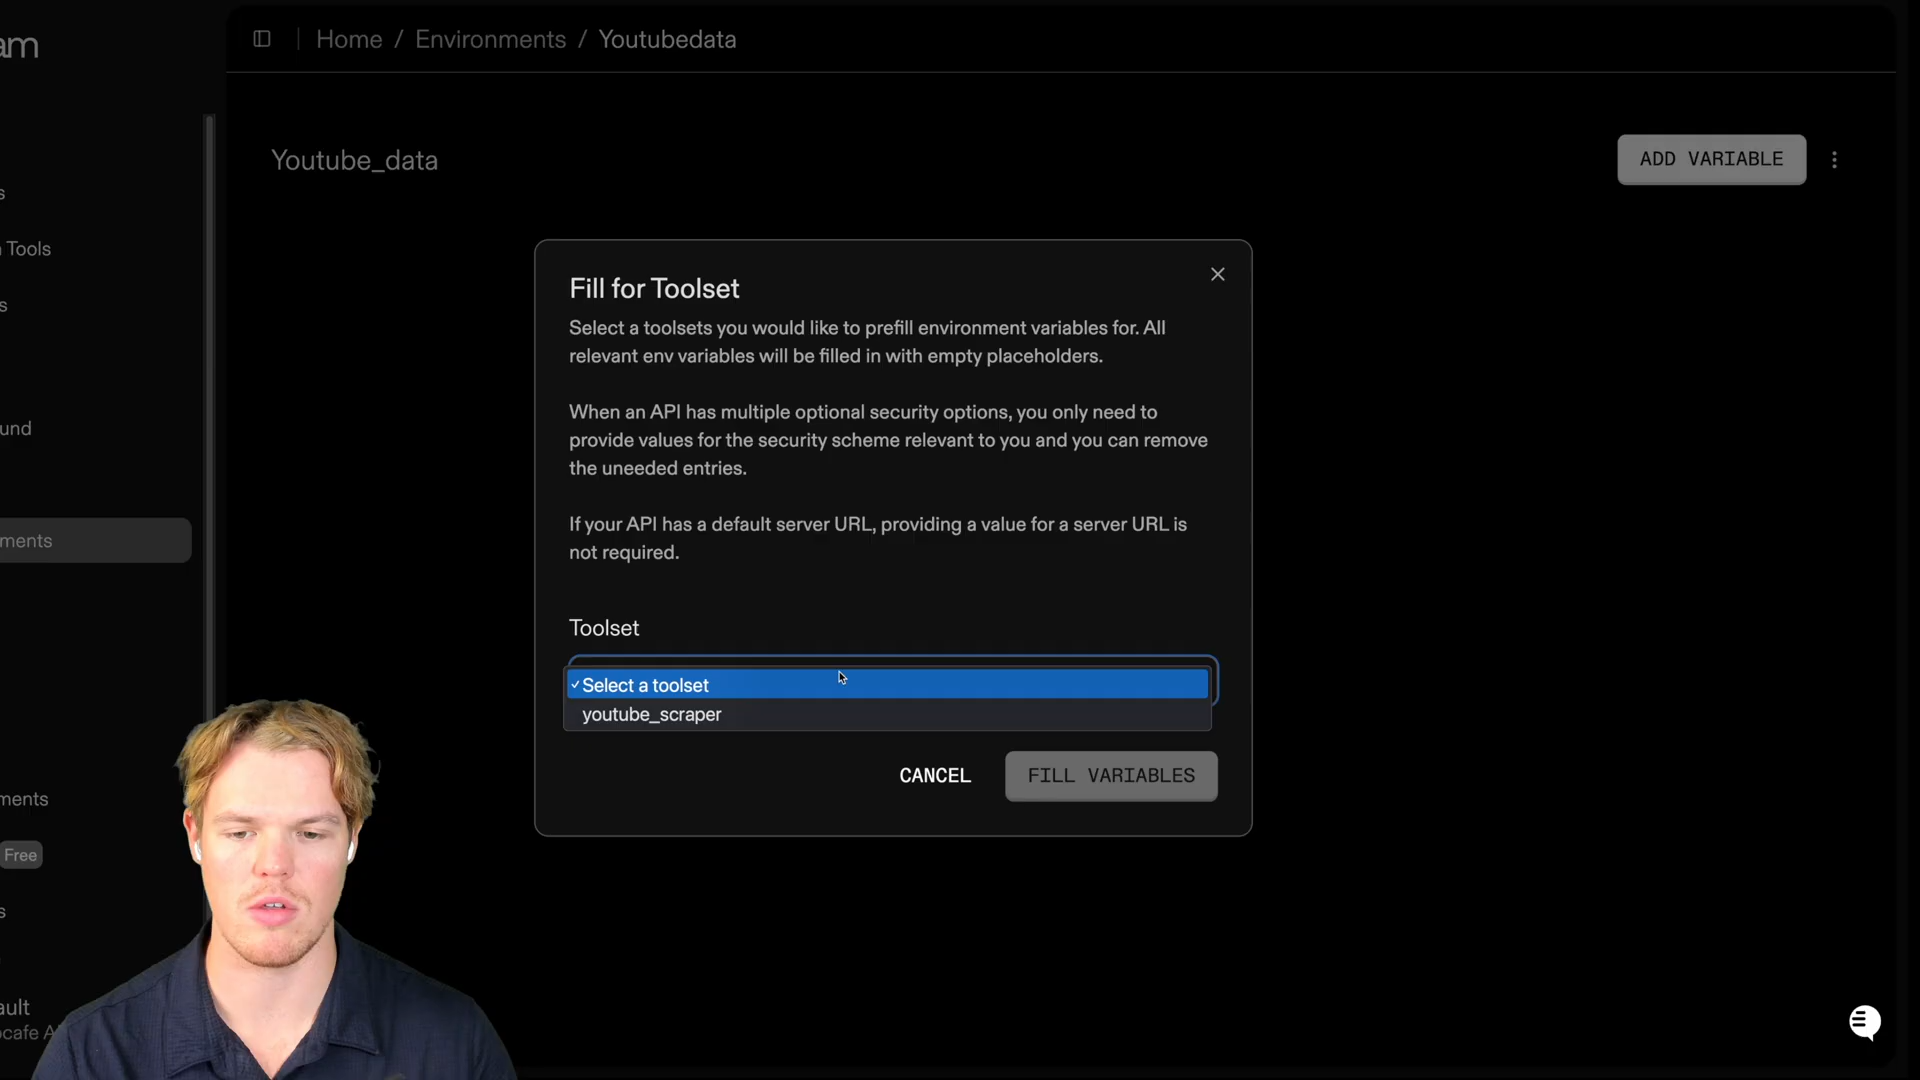 am
Home / Environments / Youtubedata
Youtube_data
ADD VARIABLE
s
Tools
s
und
ments
ments
Free
s
ault
ocafe A
Fill for Toolset
Select a toolsets you would like to prefill environment variables for. All
relevant env variables will be filled in with empty placeholders.
When an API has multiple optional security options, you only need to
provide values for the security scheme relevant to you and you can remove
the uneeded entries.
If your API has a default server URL, providing a value for a server URL is
not required.
Toolset
✓Select a toolset
youtube_scraper
CANCEL
FILL VARIABLES